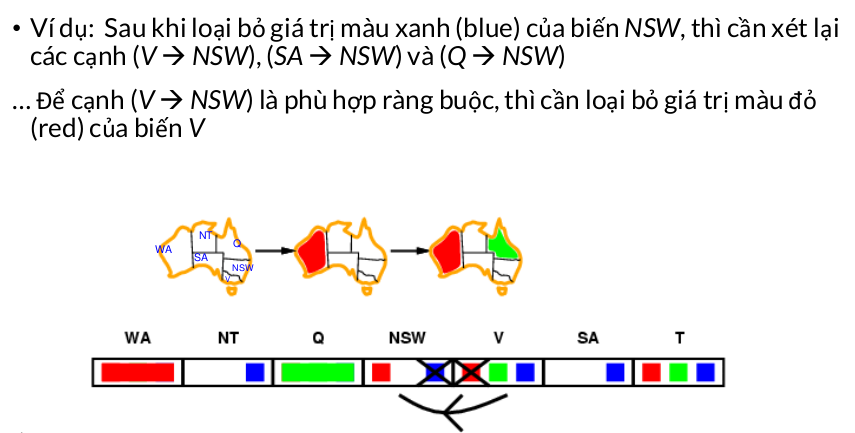 • Ví dụ: Sau khi loại bỏ giá trị màu xanh (blue) của biến NSW, thì cần xét lại
các cạnh (V → NSW), (SA → NSW) và (Q → NSW)
... Để cạnh (V → NSW) là phù hợp ràng buộc, thì cần loại bỏ giá trị màu đỏ
(red) của biến V
WA NT Q
SA NSW
V
WA NT Q NSW V SA T